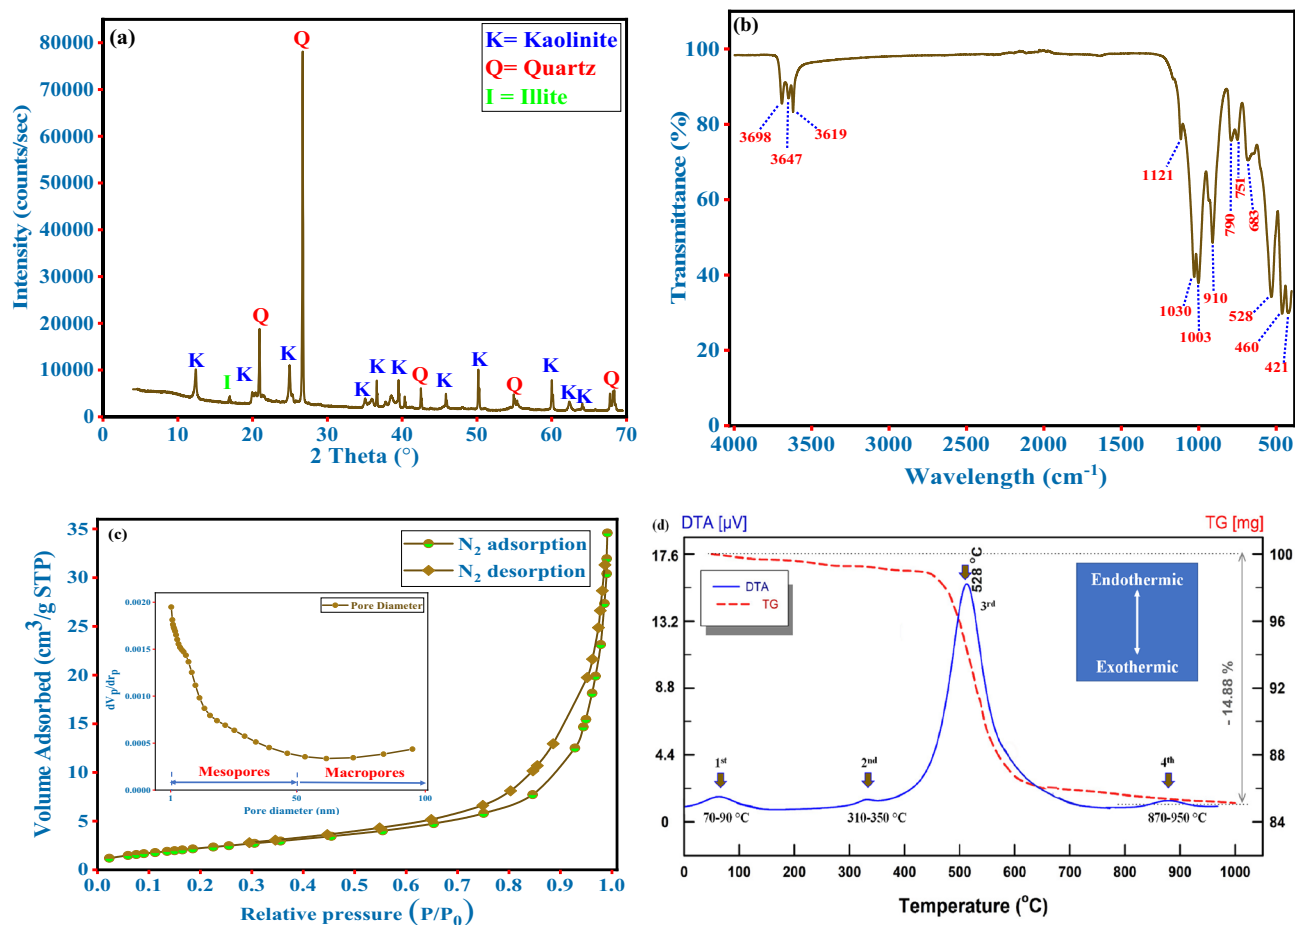 (a)
K= Kaolinite
Q= Quartz
I = Illite
Intensity (counts/sec)
80000
70000
60000
50000
40000
30000
20000
10000
0
K
I
K
Q
K
Q
K
K
K
Q
K
K
Q
K
K
K
Q
0 10 20 30 40 50 60 70
2 Theta (°)
(b)
Transmittance (%)
100
80
60
40
20
0
3698
3647
3619
1121
1030
1003
910
790
751
683
528
460
421
4000 3500 3000 2500 2000 1500 1000 500
Wavelength (cm-1)
(c)
N2 adsorption
N2 desorption
Volume Adsorbed (cm3/g STP)
35
30
25
20
15
10
5
0
Pore Diameter
dVp/drp
0.0020
0.0015
0.0010
0.0005
0.0000
Mesopores
Macropores
1 50 100
Pore diameter (nm)
0.0 0.1 0.2 0.3 0.4 0.5 0.6 0.7 0.8 0.9 1.0
Relative pressure (P/P0)
(d)
DTA [µV]
TG [mg]
17.6
13.2
8.8
4.4
0
100
96
92
88
84
DTA
TG
528 °C
3rd
Endothermic
Exothermic
- 14.88 %
1st
2nd
4th
70-90 °C
310-350 °C
870-950 °C
0 100 200 300 400 500 600 700 800 900 1000
Temperature (oC)